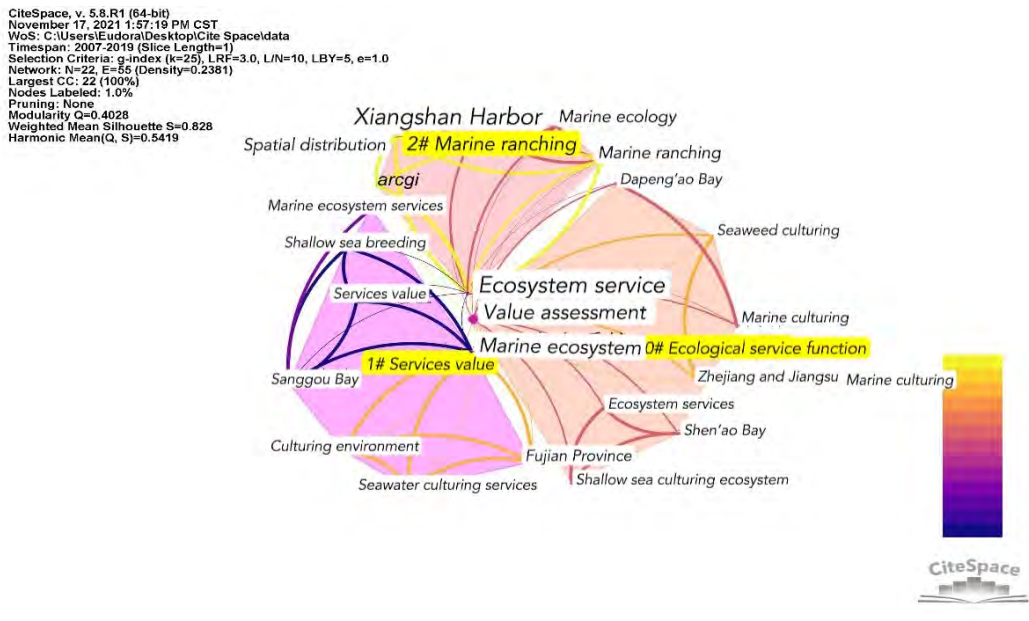 CiteSpace, v. 5.8.R1 (64-bit)
November 17, 2021 1:57:19 PM CST
WoS: C:\Users\Eudora\Desktop\Cite Space\data
Timespan: 2007-2019 (Slice Length=1)
Selection Criteria: g-index (k=25), LRF=3.0, L/N=10, LBY=5, e=1.0
Network: N=22, E=55 (Density=0.2381)
Largest CC: 22 (100%)
Nodes Labeled: 1.0%
Pruning: None
Modularity Q=0.4028
Weighted Mean Silhouette S=0.828
Harmonic Mean(Q, S)=0.5419
Xiangshan Harbor
Marine ecology
Spatial distribution
2# Marine ranching
Marine ranching
arcgi
Dapeng'ao Bay
Marine ecosystem services
Seaweed culturing
Shallow sea breeding
Ecosystem service
Services value
Value assessment
Marine culturing
Marine ecosystem
0# Ecological service function
1# Services value
Sanggou Bay
Zhejiang and Jiangsu
Marine culturing
Ecosystem services
Shen'ao Bay
Culturing environment
Fujian Province
Seawater culturing services
Shallow sea culturing ecosystem
CiteSpace